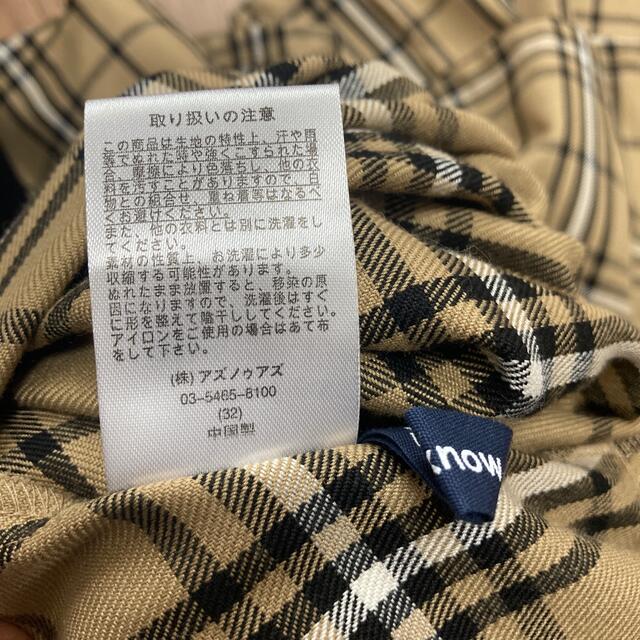 取り扱いの注意
この商品は生地の特性上、汗や雨
等でぬれた時や強くこすられた場
合、摩擦により色落ちし、他の衣
料を汚すことがありますので、白
物との組合せ、重ね着等はなるべ
くお避けください。
また、他の衣料とは別に洗濯をし
てください。
素材の性質上、お洗濯により多少
収縮する可能性があります。
ぬれたまま放置すると、移染の原
因になりますので、洗濯後はすぐ
に形を整えて陰干ししてください。
アイロンをご使用の場合はあて布
をして下さい。
(株) アズノゥアズ
03-5465-8100
(32)
中国製
know